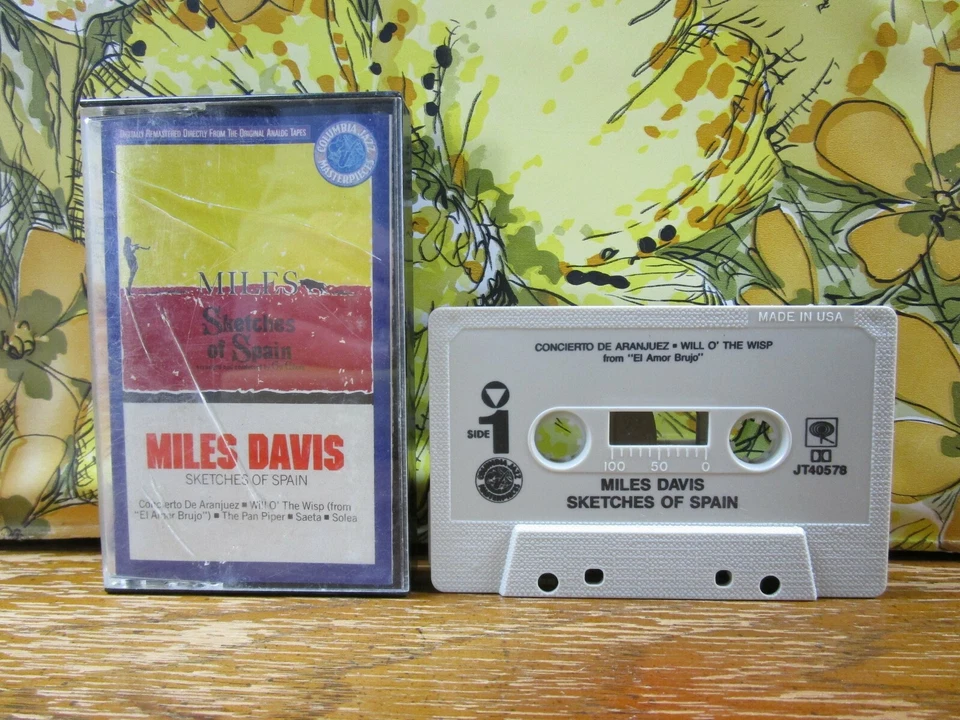 DIGITALLY REMASTERED DIRECTLY FROM THE ORIGINAL ANALOG TAPES
COLUMBIA JAZZ
MASTERPIECES
MILES
Sketches
of Spain
MILES DAVIS
SKETCHES OF SPAIN
Concierto De Aranjuez ■ Will O' The Wisp (from
"El Amor Brujo") ■ The Pan Piper ■ Saeta ■ Solea
MADE IN USA
CONCIERTO DE ARANJUEZ ■ WILL O' THE WISP
from "El Amor Brujo"
SIDE 1
100 50 0
JT40578
MILES DAVIS
SKETCHES OF SPAIN